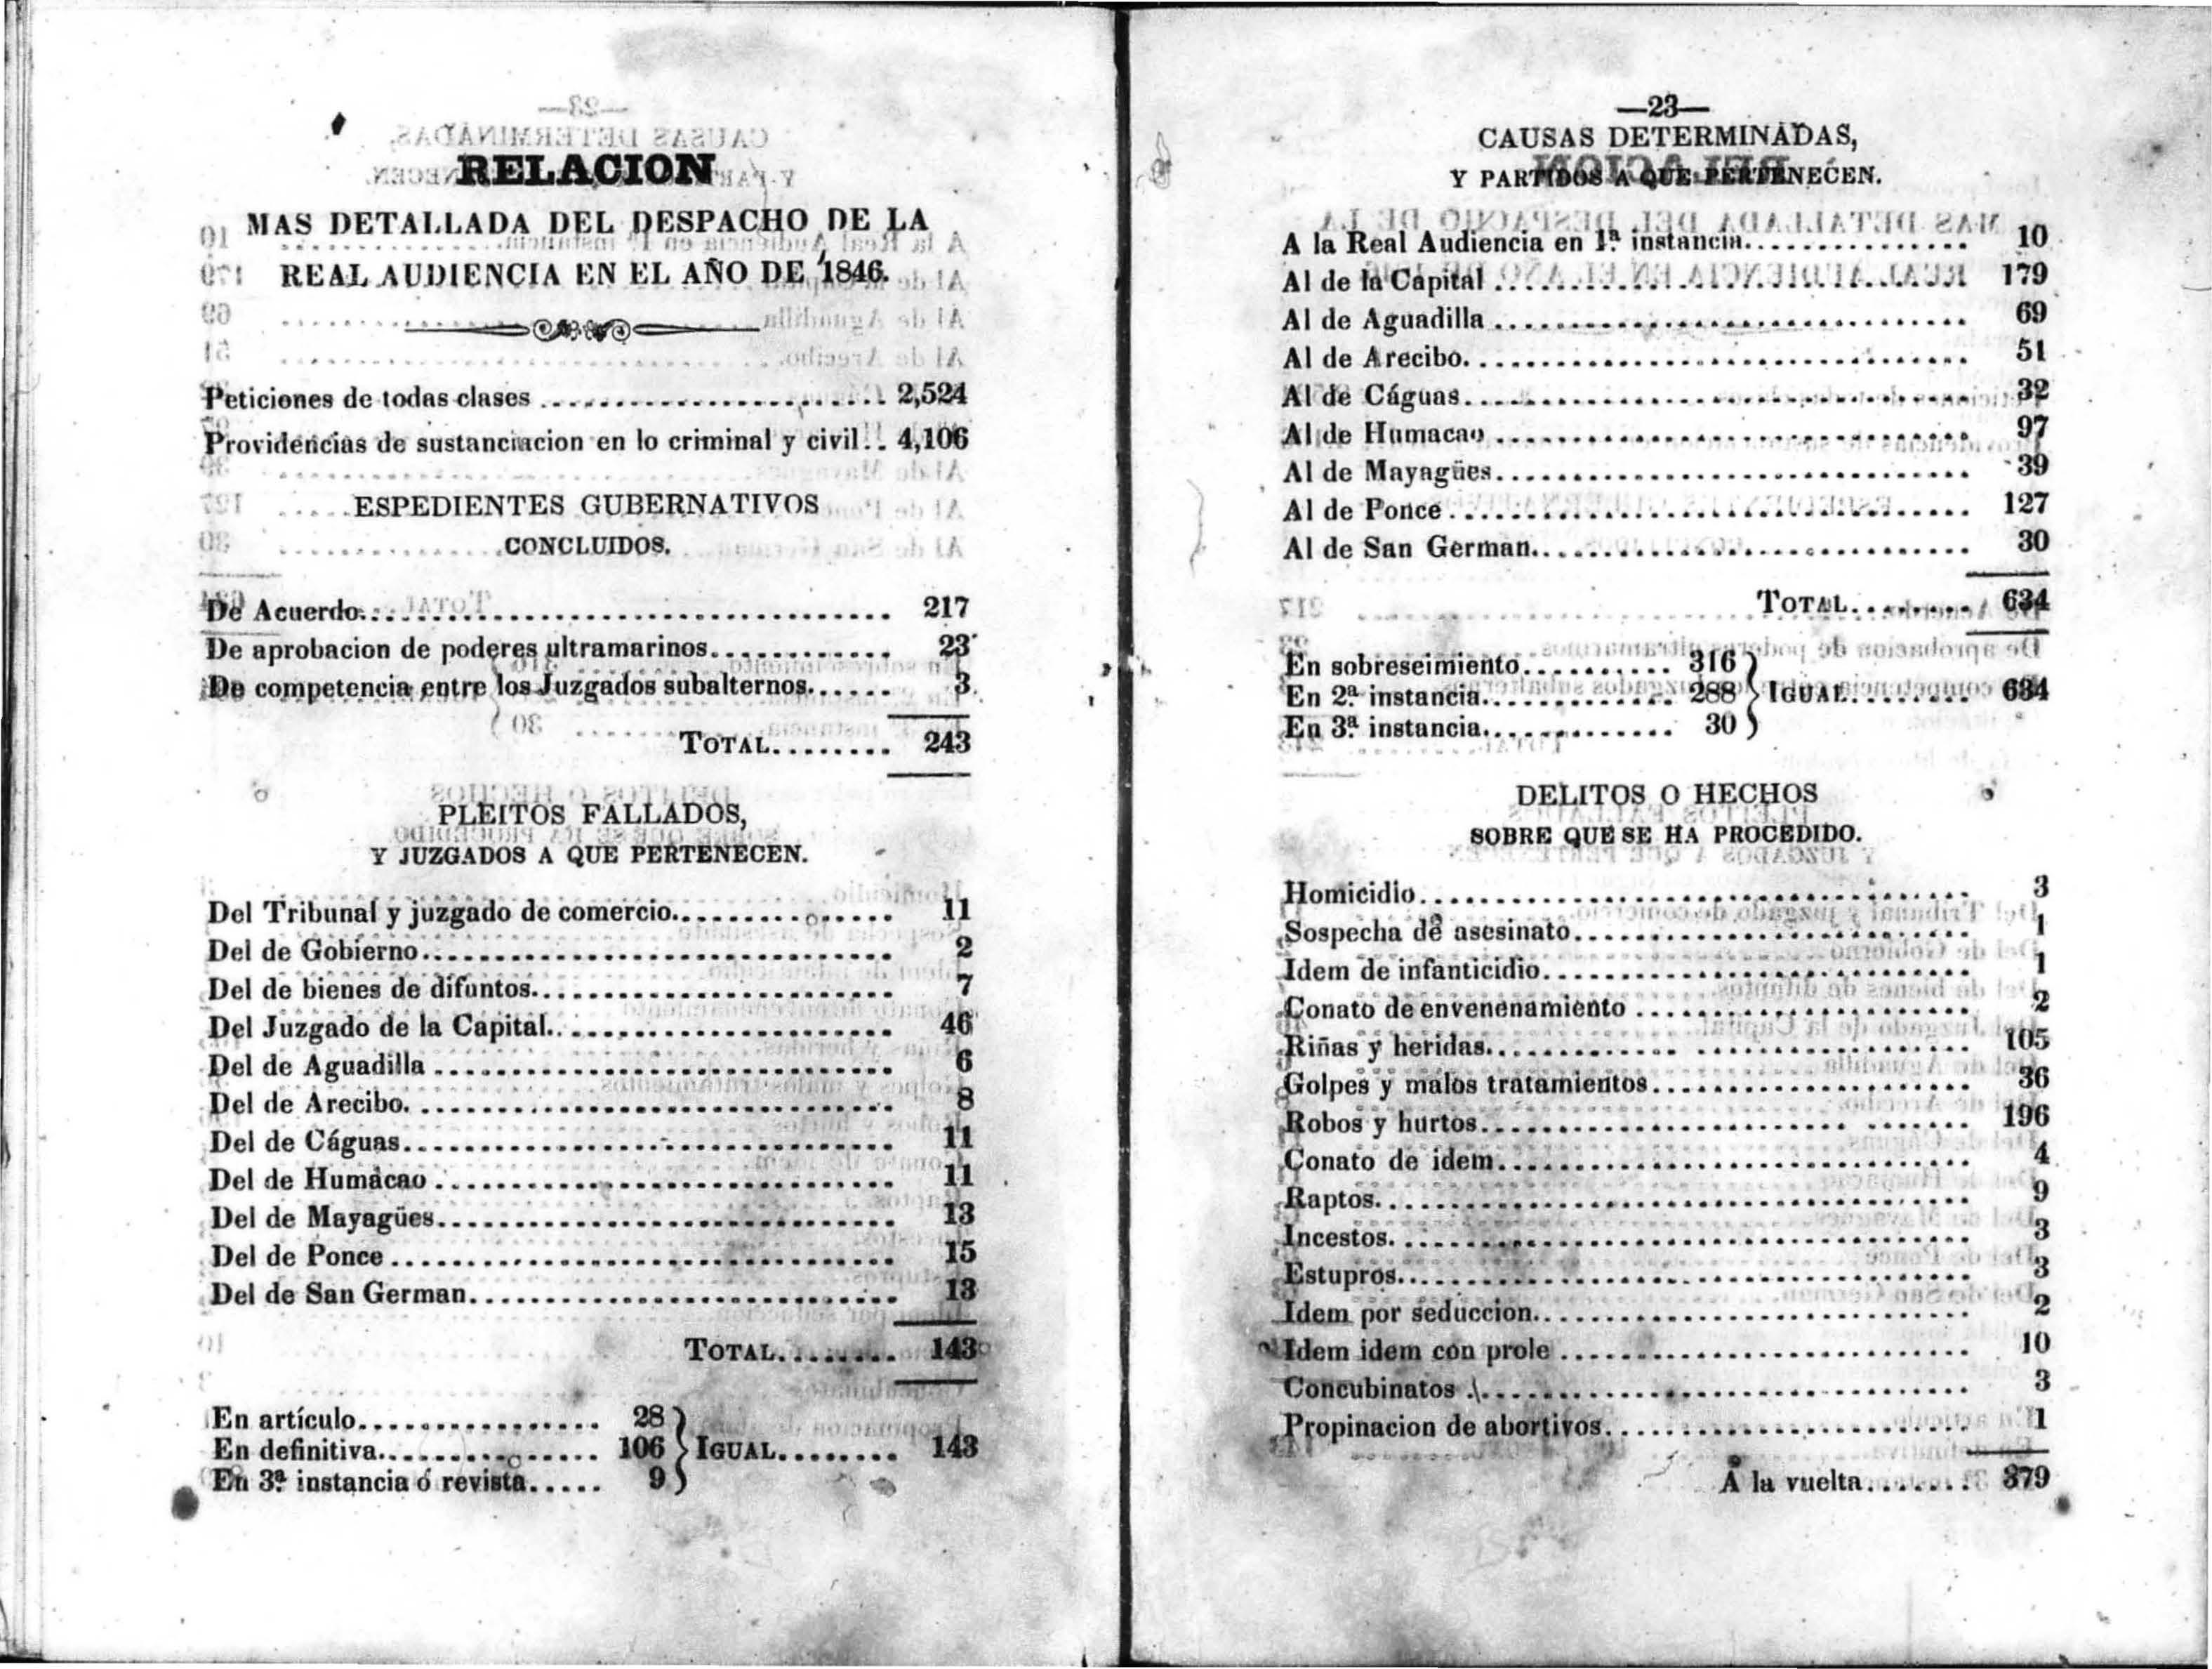 RELACION
MAS DETALLADA DEL DESPACHO DE LA
REAL AUDIENCIA EN EL AÑO DE 1846.
Peticiones de todas clases ........................ 2,524
Providencias de sustanciacion en lo criminal y civil.. 4,106
ESPEDIENTES GUBERNATIVOS
CONCLUIDOS.
De Acuerdo.................................... 217
De aprobacion de poderes ultramarinos............ 23
De competencia entre los Juzgados subalternos...... 3
TOTAL........ 243
PLEITOS FALLADOS,
Y JUZGADOS A QUE PERTENECEN.
Del Tribunal y juzgado de comercio............... 11
Del de Gobierno............................... 2
Del de bienes de difuntos........................ 7
Del Juzgado de la Capital....................... 46
Del de Aguadilla ............................... 6
Del de Arecibo................................ 8
Del de Cáguas................................. 11
Del de Humacao ............................... 11
Del de Mayagües............................... 13
Del de Ponce .................................. 15
Del de San German............................. 13
TOTAL........ 143
En artículo................. 28
En definitiva............... 106 } IGUAL........ 143
En 3ª instancia ó revista..... 9
—23—
CAUSAS DETERMINADAS,
Y PARTIDOS A QUE PERTENECEN.
A la Real Audiencia en 1ª instancia............... 10
Al de la Capital ................................ 179
Al de Aguadilla ................................ 69
Al de Arecibo.................................. 51
Al de Cáguas.................................. 32
Al de Humacao ................................ 97
Al de Mayagües................................ 39
Al de Ponce................................... 127
Al de San German.............................. 30
TOTAL........ 634
En sobreseimiento.......... 316
En 2ª instancia............. 288 } IGUAL........ 634
En 3ª instancia............. 30
DELITOS O HECHOS
SOBRE QUE SE HA PROCEDIDO.
Homicidio..................................... 3
Sospecha de asesinato........................... 1
Idem de infanticidio............................. 1
Conato de envenenamiento ...................... 2
Riñas y heridas................................. 105
Golpes y malos tratamientos..................... 36
Robos y hurtos................................. 196
Conato de idem................................ 4
Raptos........................................ 9
Incestos....................................... 3
Estupros...................................... 3
Idem por seduccion............................. 2
Idem idem con prole ............................ 10
Concubinatos .................................. 3
Propinacion de abortivos........................ 1
A la vuelta....... 379